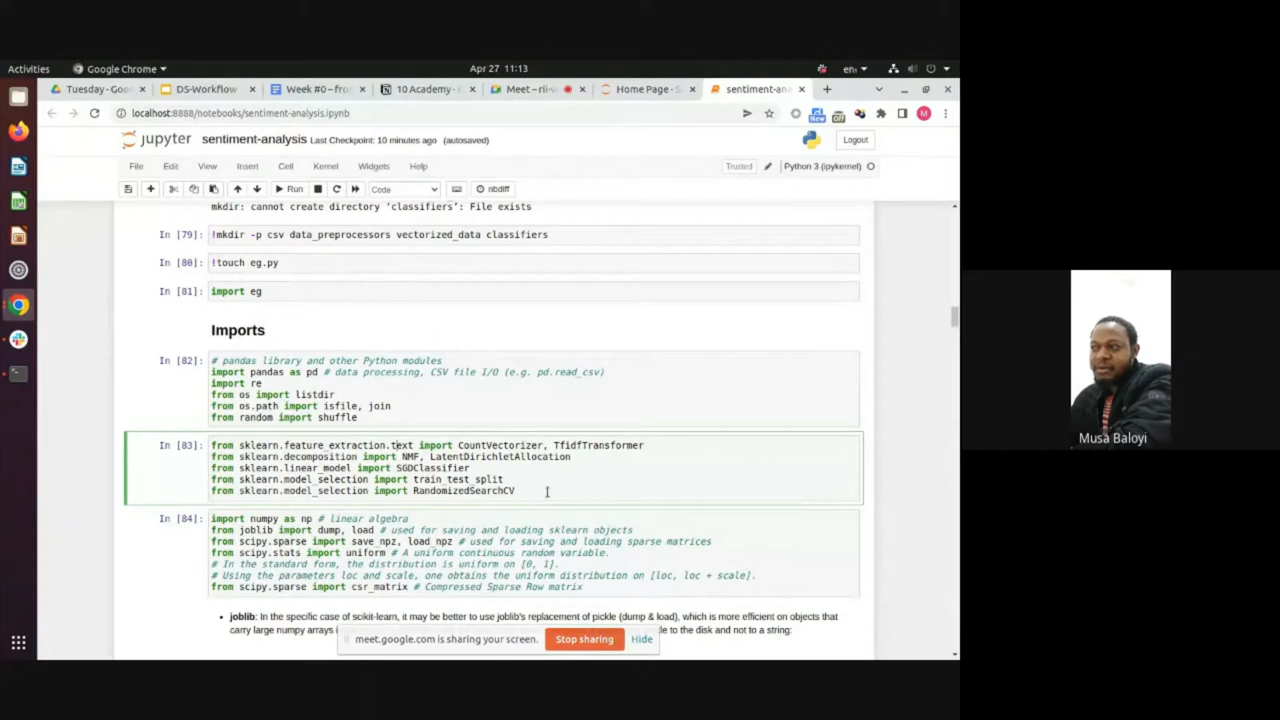 Activities
Google Chrome
Apr 27 11:13
en₁
Tuesday - Goo
DS-Workflow
Week #0 – fro
10 Academy -
Meet – rii-v
Home Page - S
sentiment-an
localhost:8888/notebooks/sentiment-analysis.ipynb
New
Off
M
jupyter sentiment-analysis Last Checkpoint: 10 minutes ago (autosaved)
Logout
File Edit View Insert Cell Kernel Widgets Help
Trusted
Python 3 (ipykernel)
Run
Code
nbdiff
mkdir: cannot create directory ‘classifiers’: File exists
In [79]: !mkdir -p csv data_preprocessors vectorized_data classifiers
In [80]: !touch eg.py
In [81]: import eg
Imports
In [82]: # pandas library and other Python modules
import pandas as pd # data processing, CSV file I/O (e.g. pd.read_csv)
import re
from os import listdir
from os.path import isfile, join
from random import shuffle
In [83]: from sklearn.feature_extraction.text import CountVectorizer, TfidfTransformer
from sklearn.decomposition import NMF, LatentDirichletAllocation
from sklearn.linear_model import SGDClassifier
from sklearn.model_selection import train_test_split
from sklearn.model_selection import RandomizedSearchCV
In [84]: import numpy as np # linear algebra
from joblib import dump, load # used for saving and loading sklearn objects
from scipy.sparse import save_npz, load_npz # used for saving and loading sparse matrices
from scipy.stats import uniform # A uniform continuous random variable.
# In the standard form, the distribution is uniform on [0, 1].
# Using the parameters loc and scale, one obtains the uniform distribution on [loc, loc + scale].
from scipy.sparse import csr_matrix # Compressed Sparse Row matrix
• joblib: In the specific case of scikit-learn, it may be better to use joblib's replacement of pickle (dump & load), which is more efficient on objects that
carry large numpy arrays to the disk and not to a string:
meet.google.com is sharing your screen.
Stop sharing
Hide
Musa Baloyi